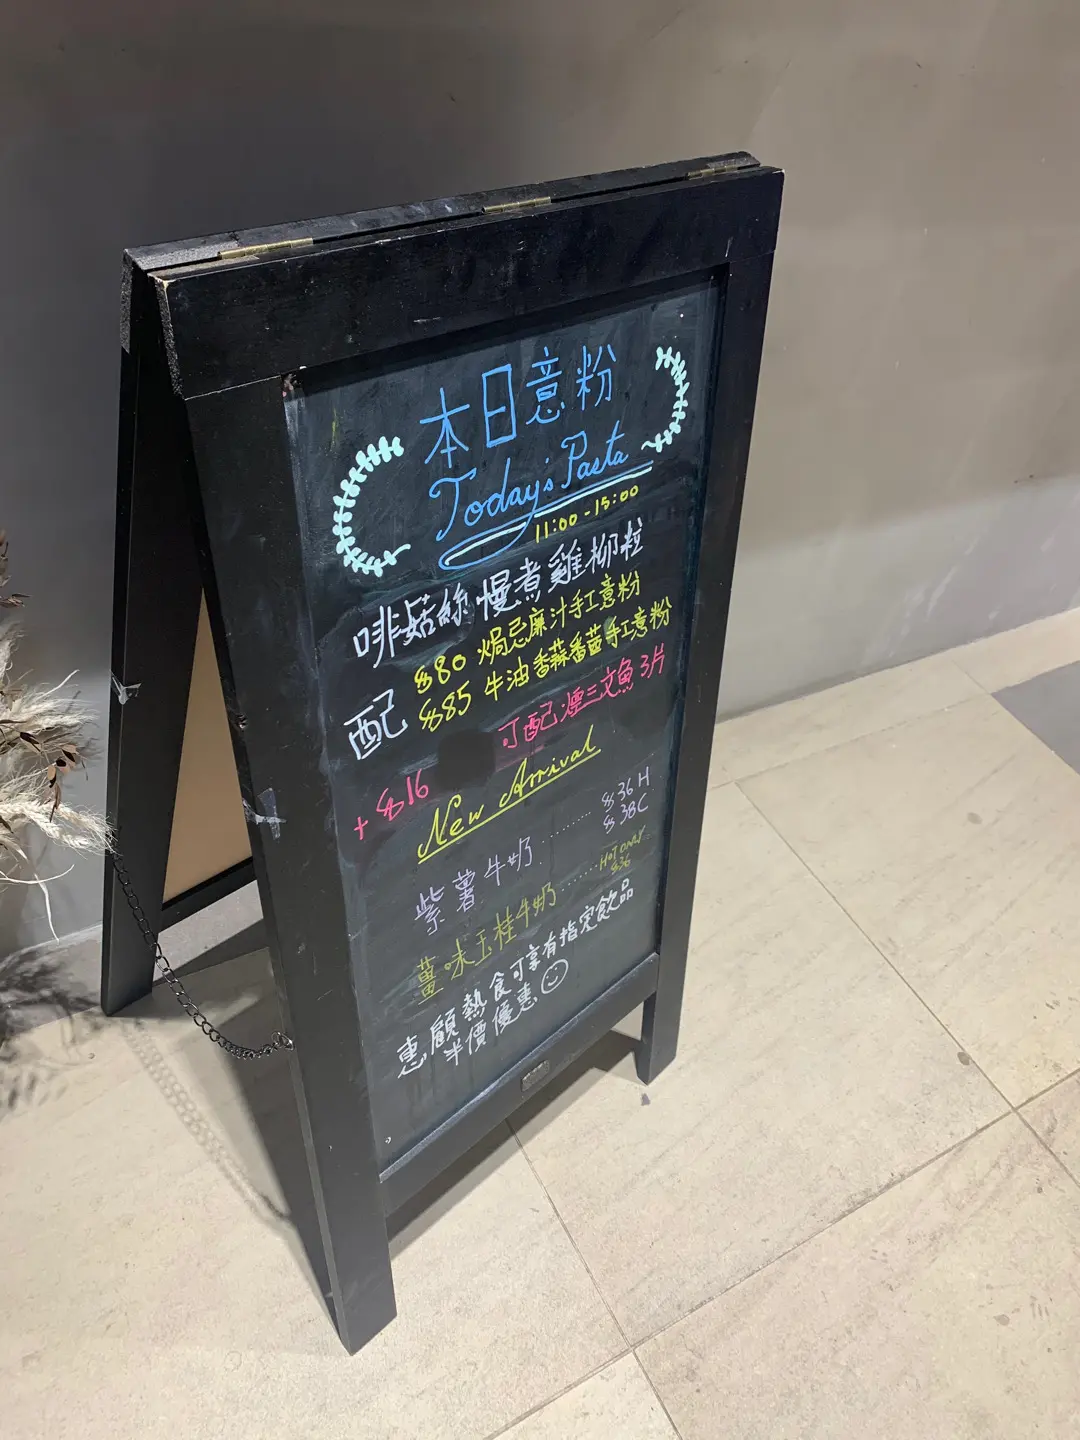 本日意粉
Today's Pasta
11:00-15:00
啡菇絲慢煮雞柳粒
配 $80 焗忌廉汁手工意粉
$85 牛油香蒜番茜手工意粉
+$16 可配煙三文魚3片
New Arrival
紫薯牛奶............$36 H
$38C
薑味玉桂牛奶..........HOT ONLY
$36
惠顧熱食可享有指定飲品
半價優惠